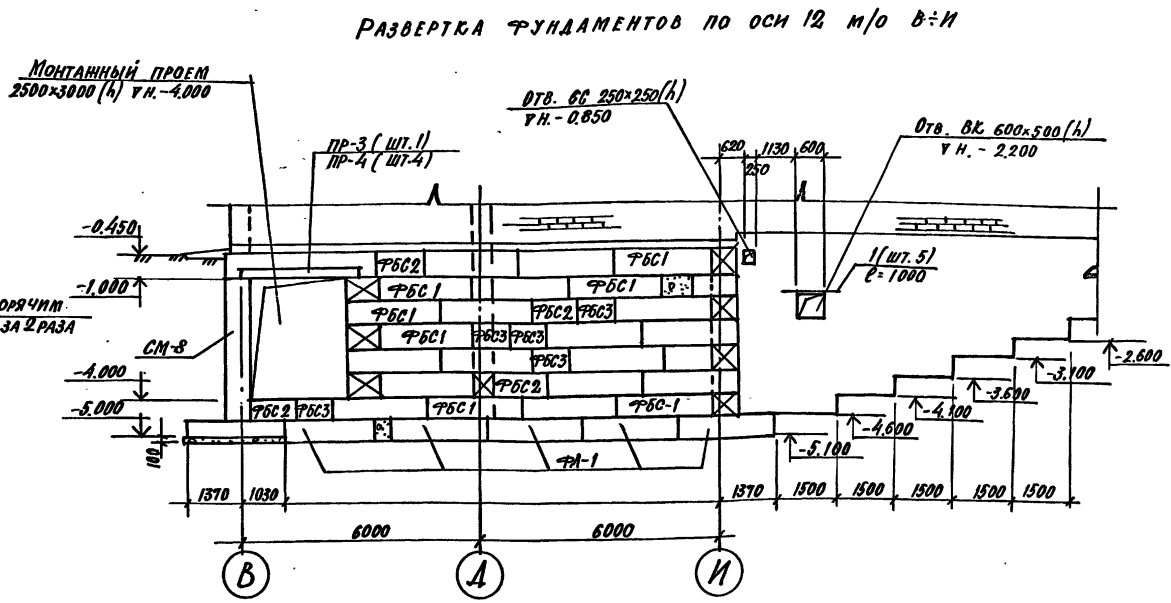 РАЗВЕРТКА ФУНДАМЕНТОВ ПО ОСИ 12 М/О В÷И
МОНТАЖНЫЙ ПРОЕМ
2500×3000 (h) ▽Н.-4.000
ПР-3 (ШТ.1)
ПР-4 (ШТ.4)
ОТВ. 6С 250×250(h)
▽Н.-0.850
ОТВ. ВК 600×500(h)
▽Н.-2.200
620 1130 600
250
-0.450
ФБС2 ФБС1
1(ШТ.5)
ℓ=1000
-1.000
ФБС1 ФБС1
ОРЯЧИМ
ЗА 2 РАЗА
ФБС1 ФБС2 ФБС3
ФБС1 ФБС3 ФБС3
СМ-8
ФБС3
-2.600
-3.100
-4.000
ФБС2
-3.600
-5.000
ФБС2 ФБС3 ФБС1 ФБС-1
-4.100
-4.600
-5.100
100
ФЛ-1
1370 1030 1370 1500 1500 1500 1500 1500
6000 6000
В Д И